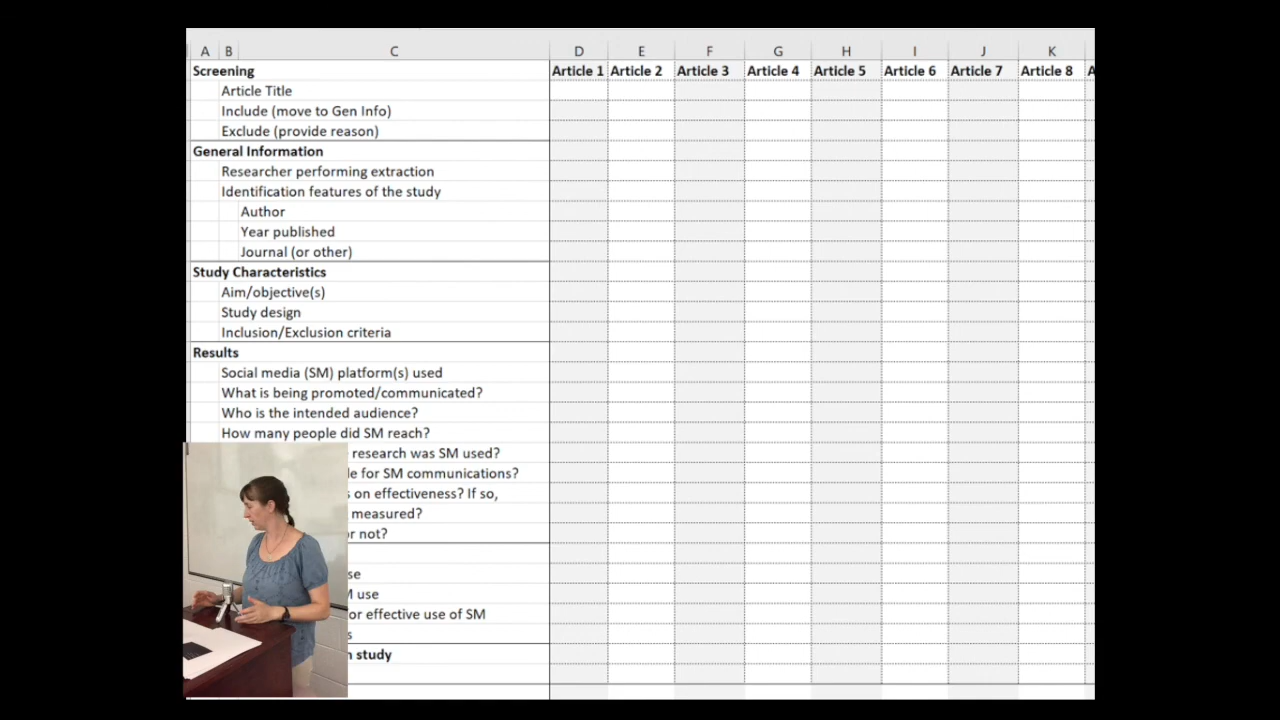 A B C D E F G H I J K
Screening Article 1 Article 2 Article 3 Article 4 Article 5 Article 6 Article 7 Article 8 A
Article Title
Include (move to Gen Info)
Exclude (provide reason)
General Information
Researcher performing extraction
Identification features of the study
Author
Year published
Journal (or other)
Study Characteristics
Aim/objective(s)
Study design
Inclusion/Exclusion criteria
Results
Social media (SM) platform(s) used
What is being promoted/communicated?
Who is the intended audience?
How many people did SM reach?
research was SM used?
for SM communications?
on effectiveness? If so,
measured?
not?
use
or effective use of SM
study